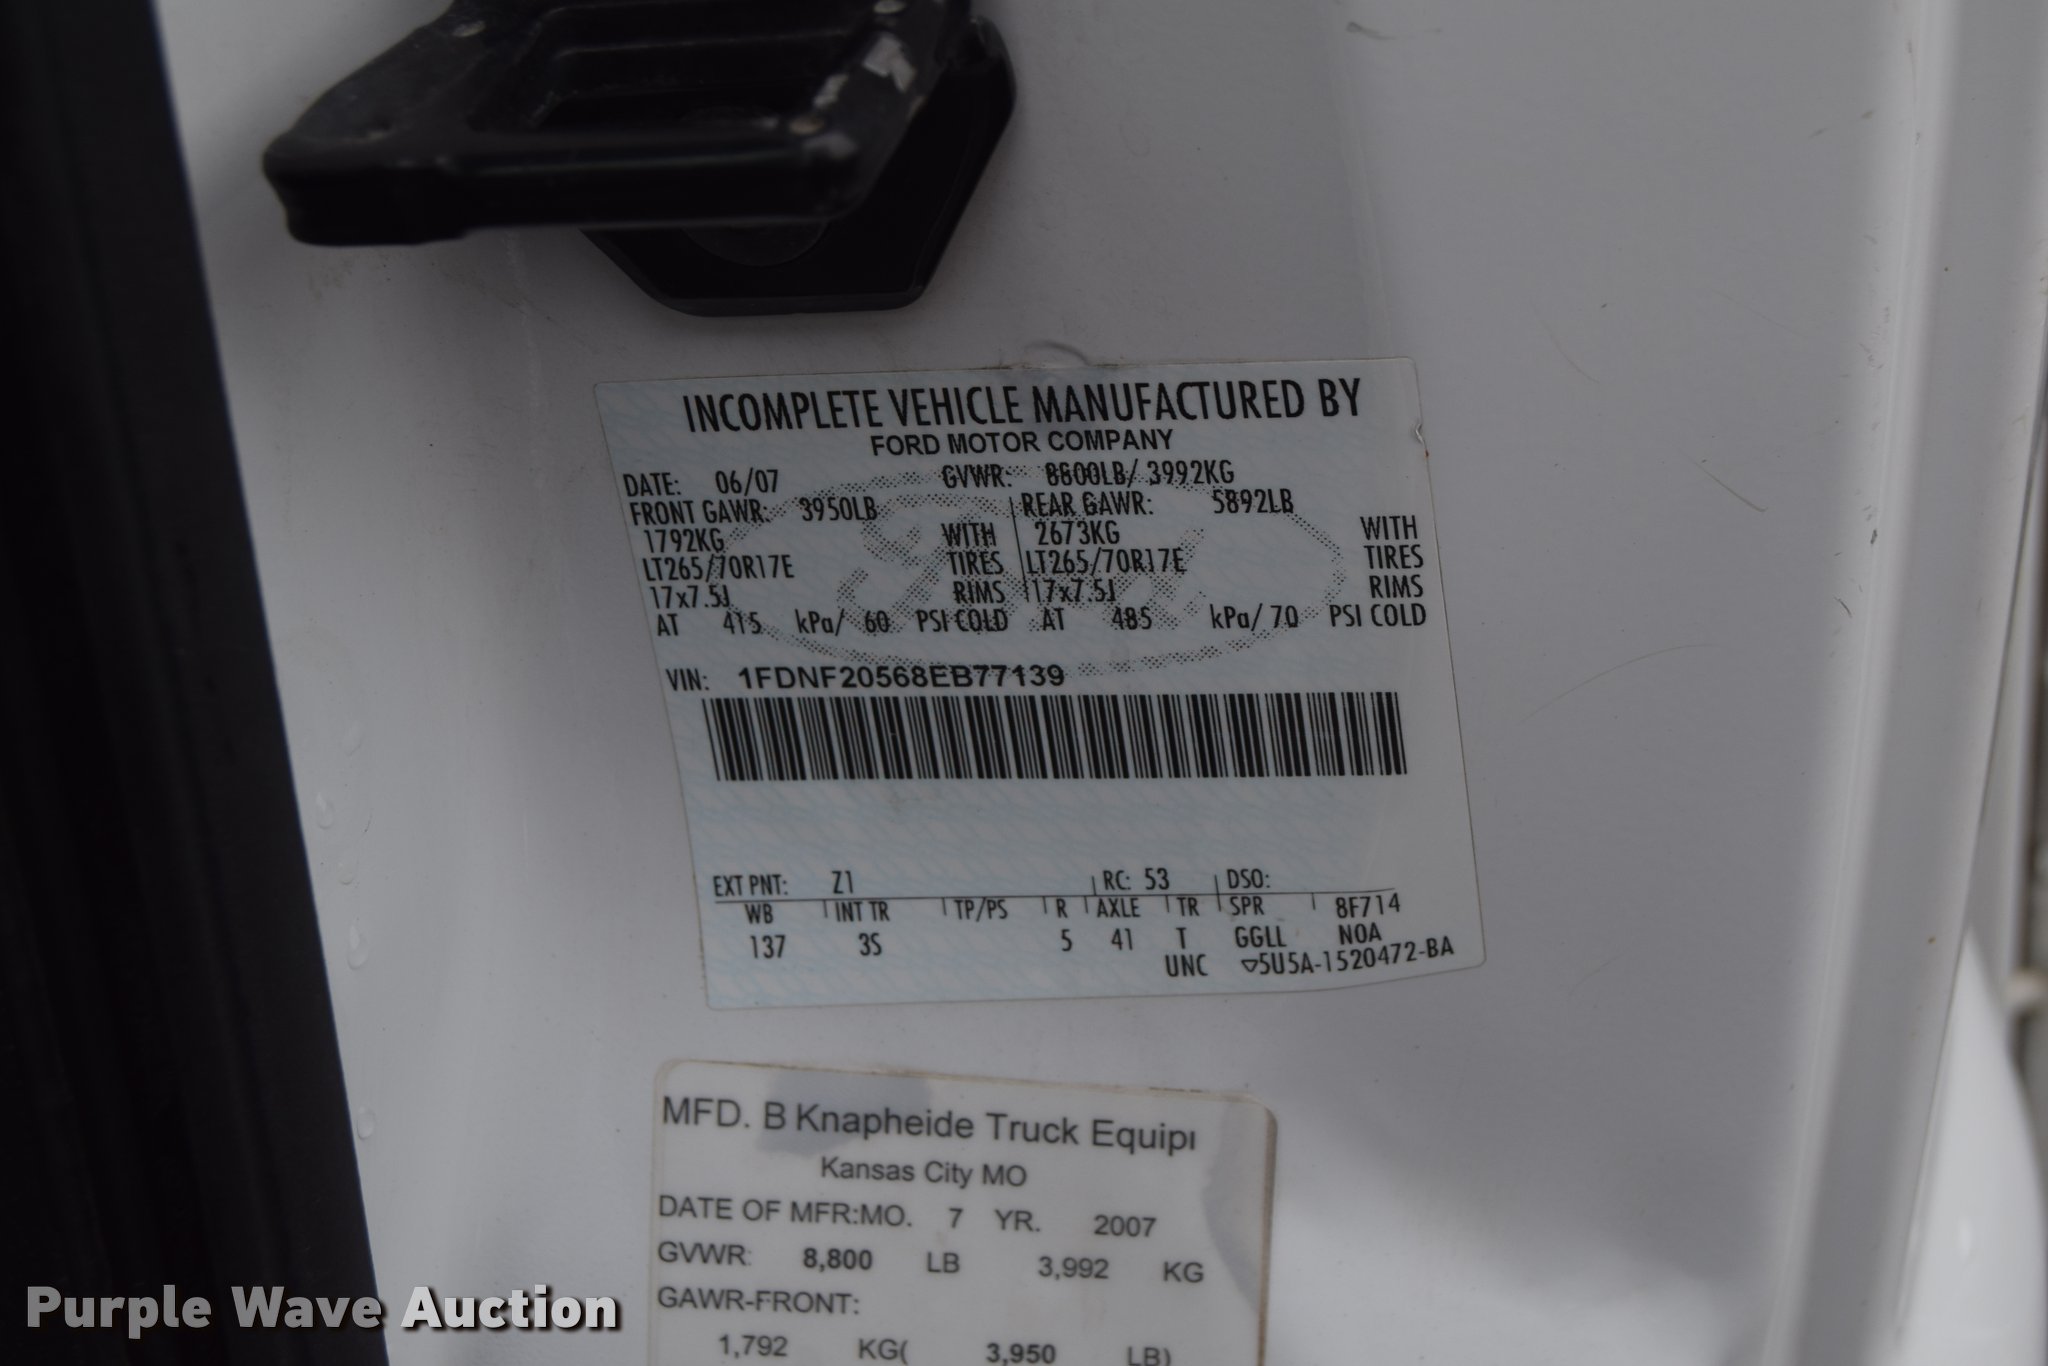 INCOMPLETE VEHICLE MANUFACTURED BY
FORD MOTOR COMPANY
DATE: 06/07 GVWR: 8800LB/ 3992KG
FRONT GAWR: 3950LB REAR GAWR: 5892LB
1792KG WITH 2673KG WITH
LT265/70R17E TIRES LT265/70R17E TIRES
17x7.5J RIMS 17x7.5J RIMS
AT 415 kPa/ 60 PSI COLD AT 485 kPa/ 70 PSI COLD
VIN: 1FDNF20568EB77139
EXT PNT: Z1 RC: 53 DSO:
WB INT TR TP/PS R AXLE TR SPR 8F714
137 3S 5 41 T GGLL NOA
UNC ▽5U5A-1520472-BA
MFD. B Knapheide Truck Equipı
Kansas City MO
DATE OF MFR:MO. 7 YR. 2007
GVWR: 8,800 LB 3,992 KG
GAWR-FRONT:
1,792 KG( 3,950 LB)
Purple Wave Auction